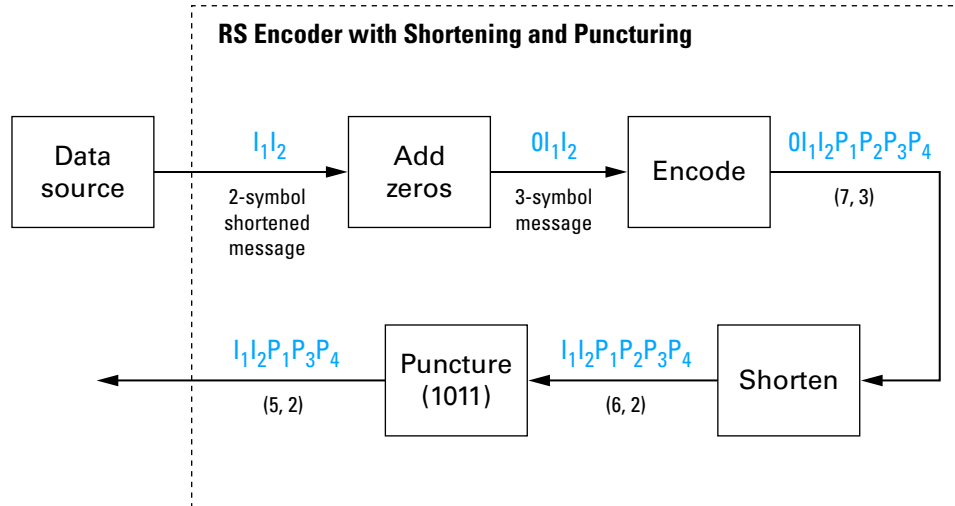 RS Encoder with Shortening and Puncturing
Data
source
I₁I₂
2-symbol
shortened
message
Add
zeros
0I₁I₂
3-symbol
message
Encode
0I₁I₂P₁P₂P₃P₄
(7, 3)
Shorten
I₁I₂P₁P₂P₃P₄
(6, 2)
Puncture
(1011)
I₁I₂P₁P₃P₄
(5, 2)